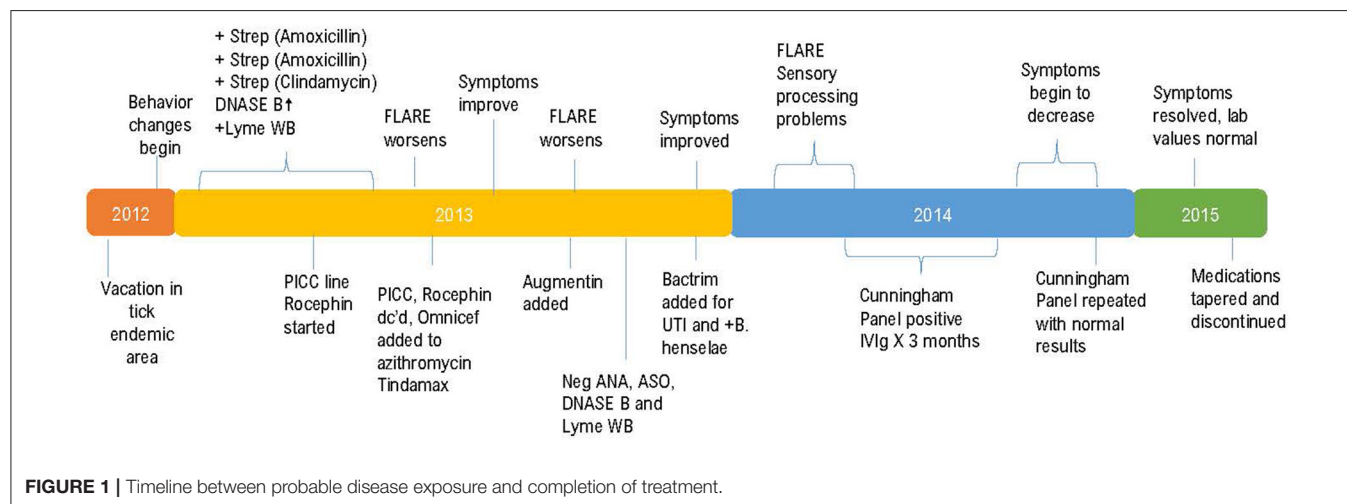 + Strep (Amoxicillin)
+ Strep (Amoxicillin)
+ Strep (Clindamycin)
DNASE B↑
+Lyme WB
Behavior
changes
begin
FLARE
worsens
Symptoms
improve
FLARE
worsens
Symptoms
improved
FLARE
Sensory
processing
problems
Symptoms
begin to
decrease
Symptoms
resolved, lab
values normal
2012
2013
2014
2015
Vacation in
tick
endemic
area
PICC line
Rocephin
started
PICC, Rocephin
dc'd, Omnicef
added to
azithromycin
Tindamax
Augmentin
added
Neg ANA, ASO,
DNASE B and
Lyme WB
Bactrim
added for
UTI and +B.
henselae
Cunningham
Panel positive
IVIg X 3 months
Cunningham
Panel repeated
with normal
results
Medications
tapered and
discontinued
FIGURE 1 | Timeline between probable disease exposure and completion of treatment.